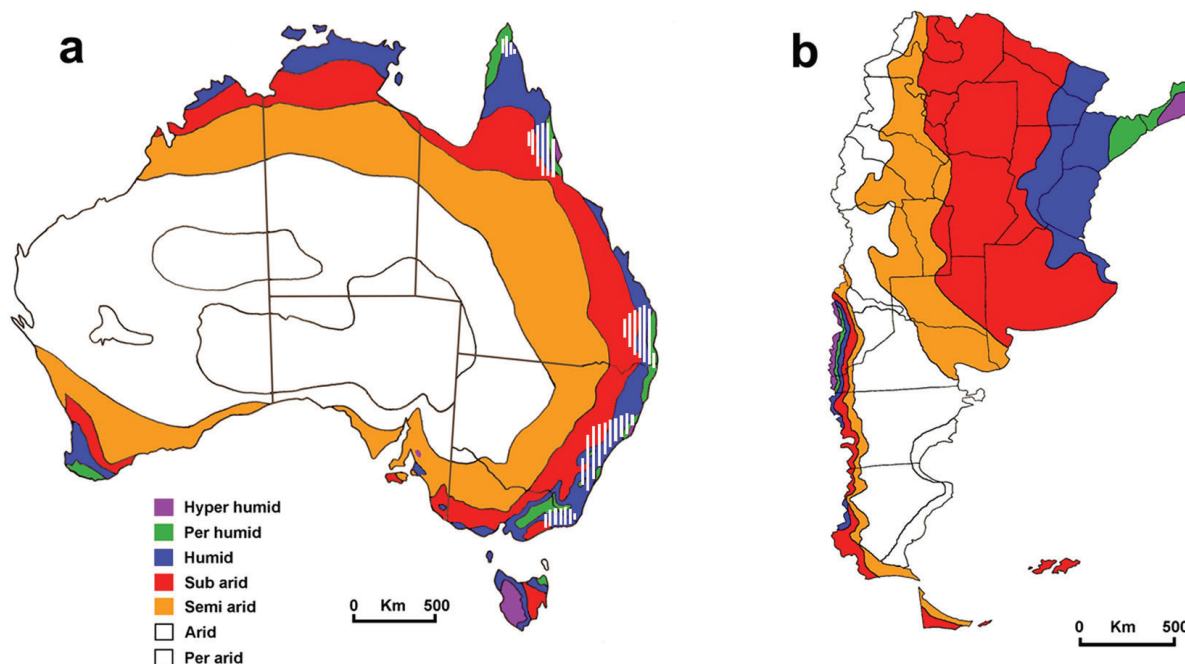 a
b
Hyper humid
Per humid
Humid
Sub arid
Semi arid
Arid
Per arid
0 Km 500
0 Km 500